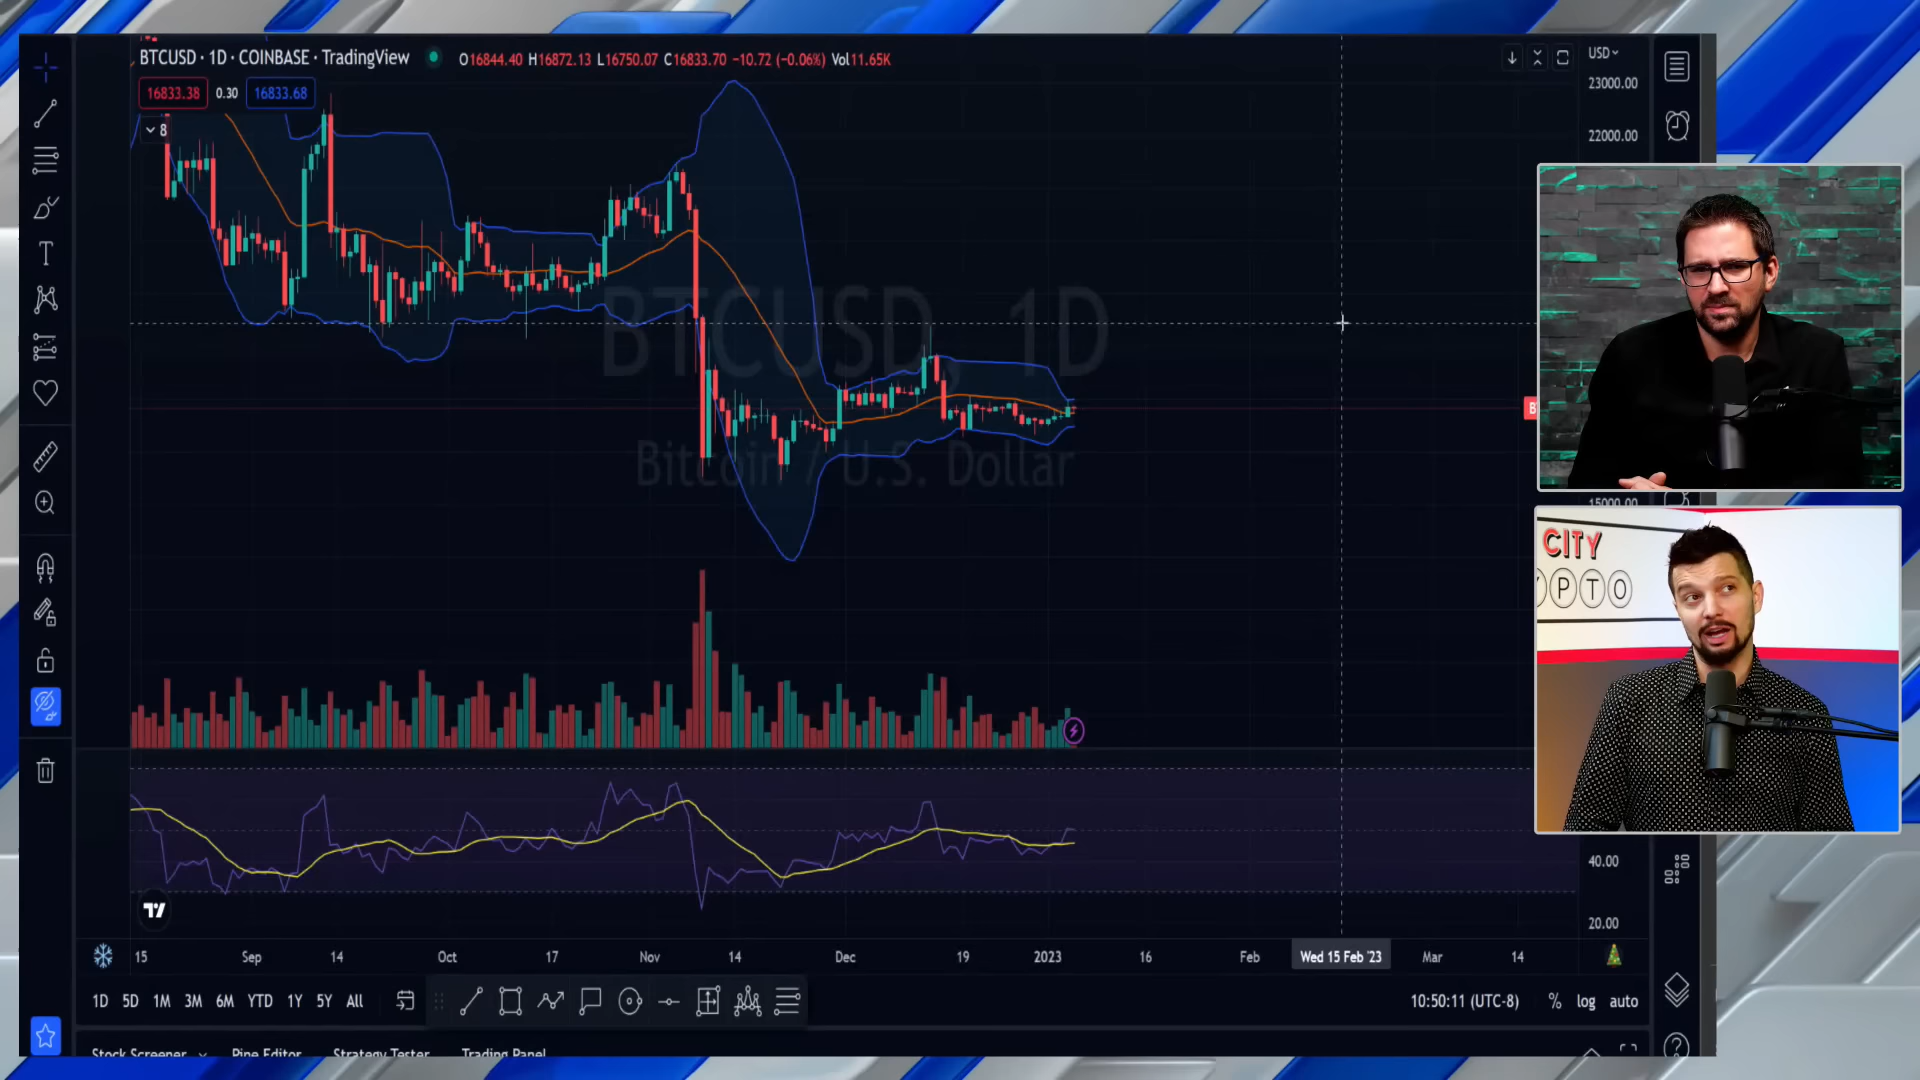 BTCUSD · 1D · COINBASE · TradingView
O16844.40 H16872.13 L16750.07 C16833.70 −10.72 (−0.06%) Vol11.65K
USD
16833.38 0.30 16833.68
23000.00
8
22000.00
BTCUSD, 1D
Bitcoin / U.S. Dollar
15000.00
CITY
PTO
40.00
20.00
15 Sep 14 Oct 17 Nov 14 Dec 19 2023 16 Feb Wed 15 Feb '23 Mar 14
1D 5D 1M 3M 6M YTD 1Y 5Y All
10:50:11 (UTC-8) % log auto
Stock Screener Pine Editor Strategy Tester Trading Panel